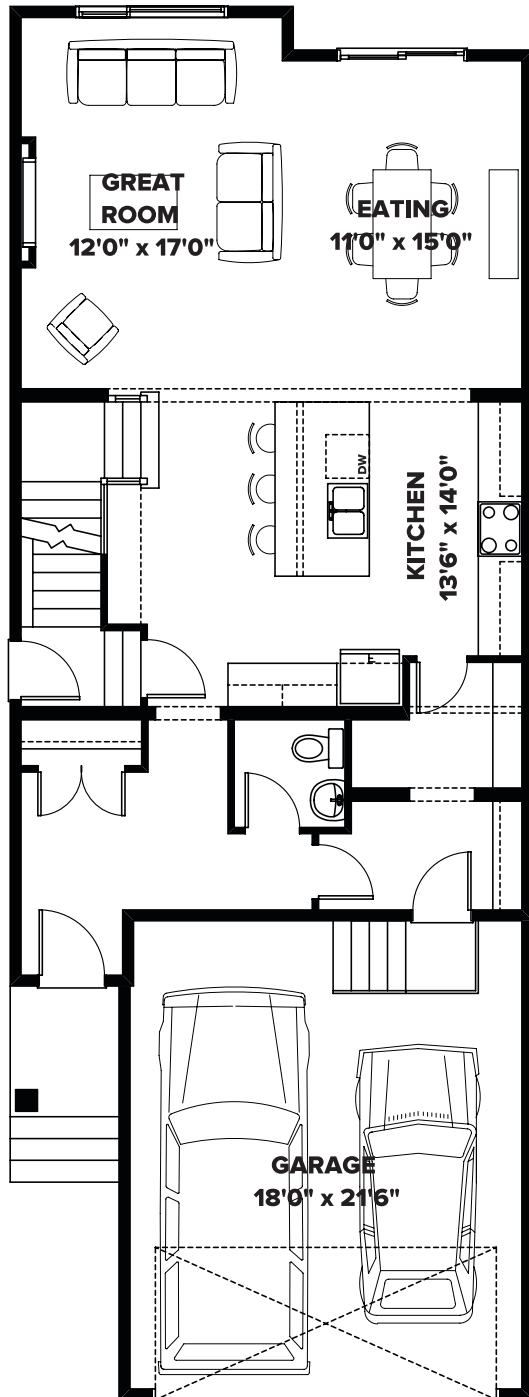 GREAT
ROOM
12'0" x 17'0"
EATING
11'0" x 15'0"
DW
KITCHEN
13'6" x 14'0"
F
GARAGE
18'0" x 21'6"